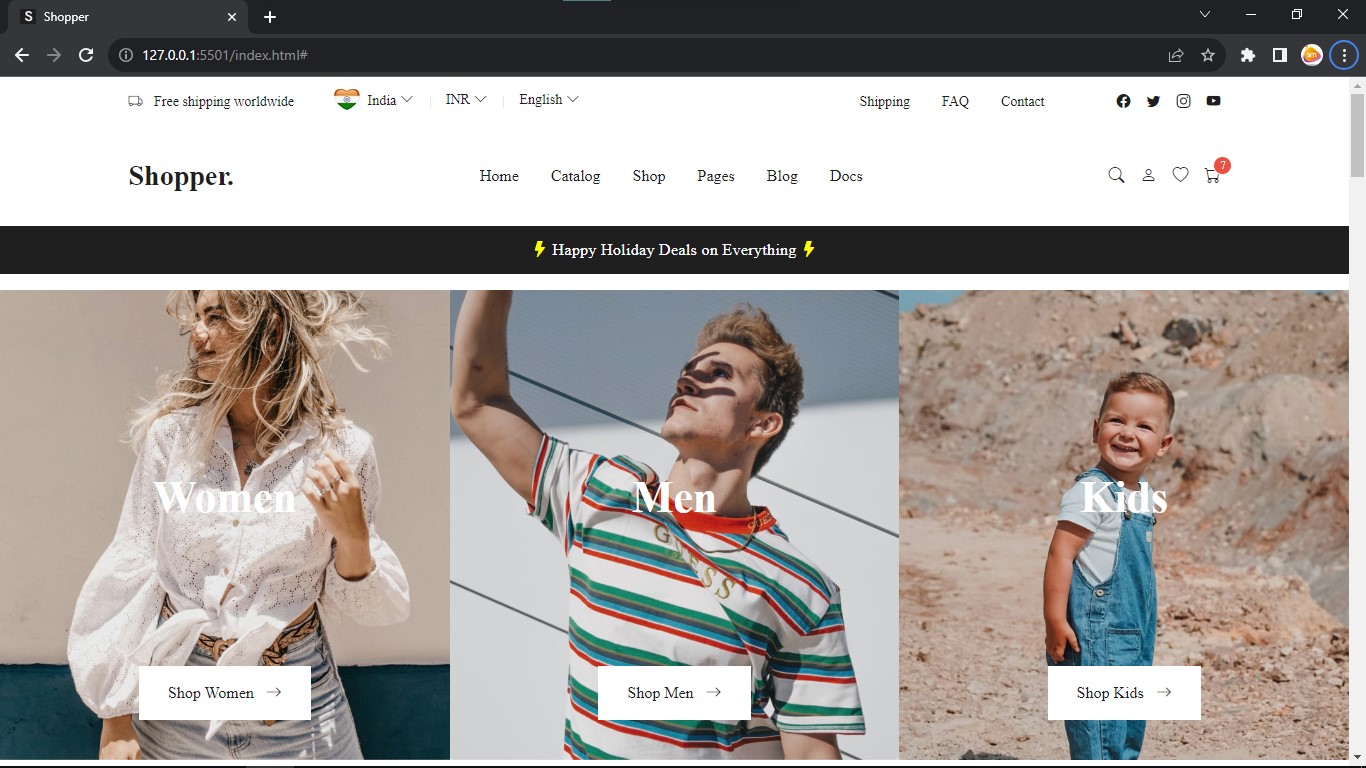 S Shopper
127.0.0.1:5501/index.html#
Free shipping worldwide India INR English Shipping FAQ Contact
Shopper. Home Catalog Shop Pages Blog Docs 7
Happy Holiday Deals on Everything
Women Men Kids
GUESS
Shop Women Shop Men Shop Kids